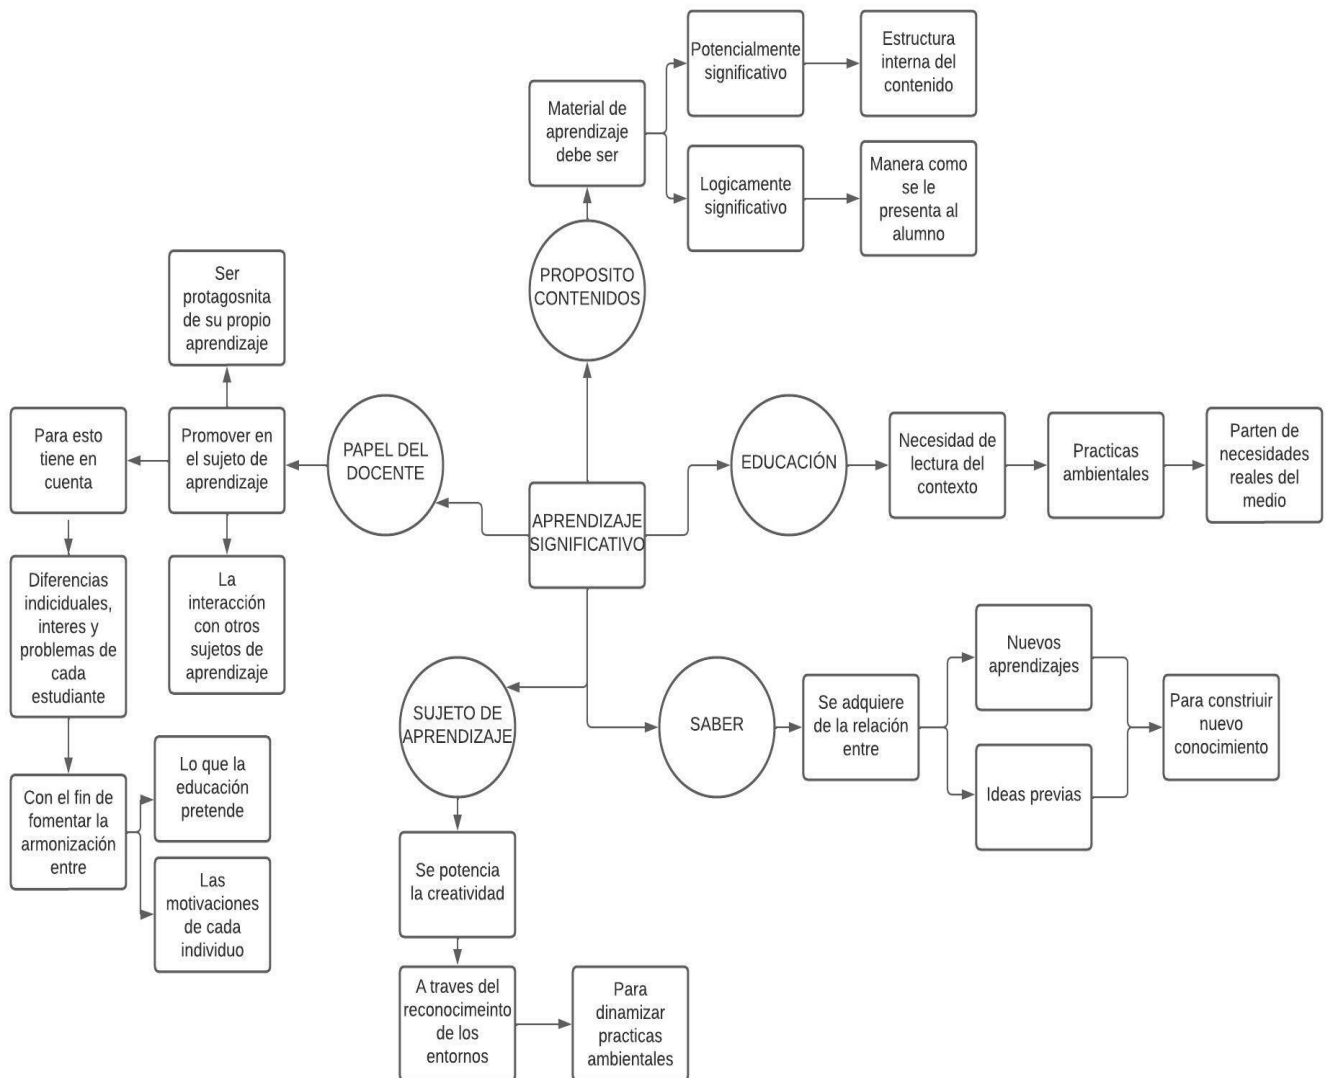 Potencialmente
significativo
Estructura
interna del
contenido
Material de
aprendizaje
debe ser
Logicamente
significativo
Manera como
se le
presenta al
alumno
PROPOSITO
CONTENIDOS
Ser
protagosnita
de su propio
aprendizaje
Para esto
tiene en
cuenta
Promover en
el sujeto de
aprendizaje
PAPEL DEL
DOCENTE
EDUCACIÓN
Necesidad de
lectura del
contexto
Practicas
ambientales
Parten de
necesidades
reales del
medio
APRENDIZAJE
SIGNIFICATIVO
Diferencias
indiciduales,
interes y
problemas de
cada
estudiante
La
interacción
con otros
sujetos de
aprendizaje
SUJETO DE
APRENDIZAJE
SABER
Se adquiere
de la relación
entre
Nuevos
aprendizajes
Ideas previas
Para construir
nuevo
conocimiento
Con el fin de
fomentar la
armonización
entre
Lo que la
educación
pretende
Las
motivaciones
de cada
individuo
Se potencia
la creatividad
A traves del
reconocimeinto
de los
entornos
Para
dinamizar
practicas
ambientales